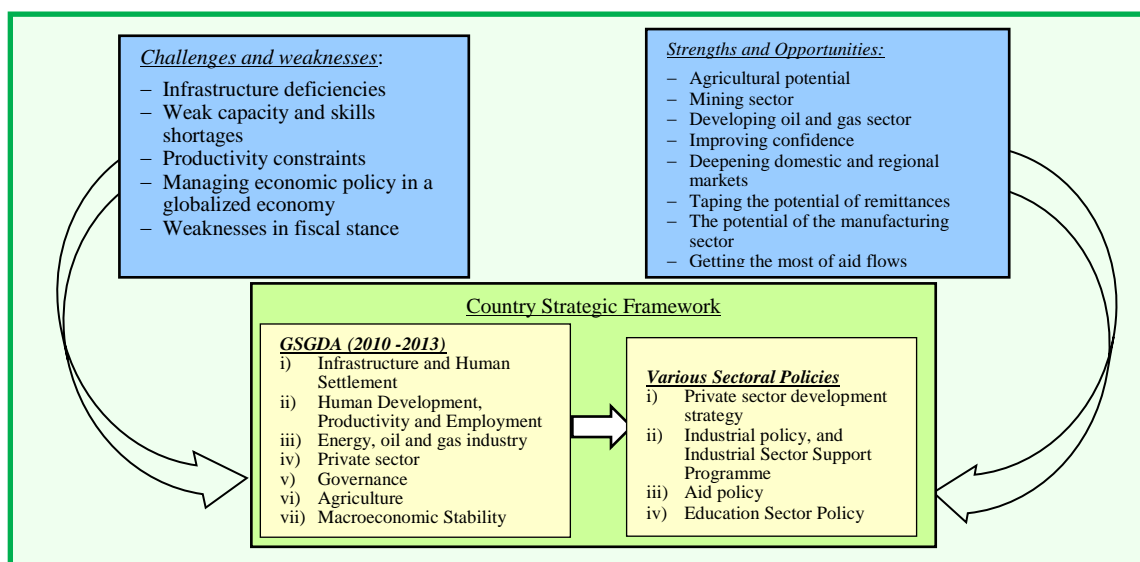 Challenges and weaknesses:
– Infrastructure deficiencies
– Weak capacity and skills
shortages
– Productivity constraints
– Managing economic policy in a
globalized economy
– Weaknesses in fiscal stance
Strengths and Opportunities:
– Agricultural potential
– Mining sector
– Developing oil and gas sector
– Improving confidence
– Deepening domestic and regional
markets
– Taping the potential of remittances
– The potential of the manufacturing
sector
– Getting the most of aid flows
Country Strategic Framework
GSGDA (2010 -2013)
i) Infrastructure and Human
Settlement
ii) Human Development,
Productivity and Employment
iii) Energy, oil and gas industry
iv) Private sector
v) Governance
vi) Agriculture
vii) Macroeconomic Stability
Various Sectoral Policies
i) Private sector development
strategy
ii) Industrial policy, and
Industrial Sector Support
Programme
iii) Aid policy
iv) Education Sector Policy